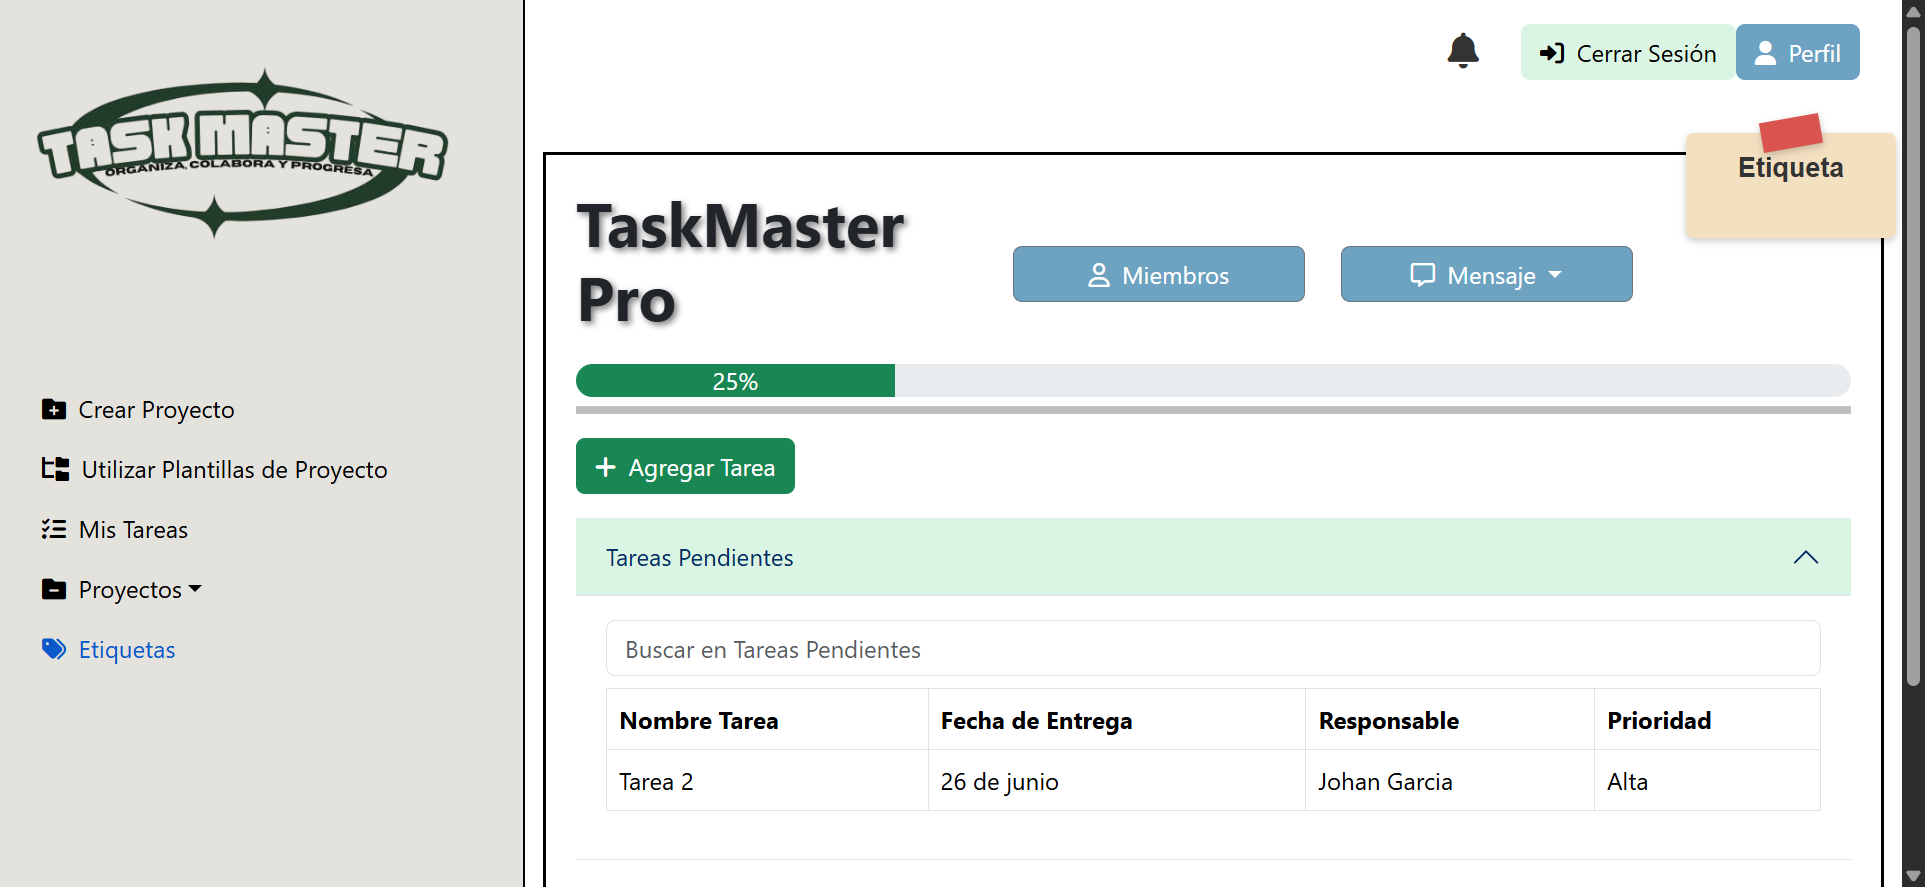 TASK MASTER
ORGANIZA, COLABORA Y PROGRESA
Crear Proyecto
Utilizar Plantillas de Proyecto
Mis Tareas
Proyectos
Etiquetas
Cerrar Sesión
Perfil
Etiqueta
TaskMaster
Pro
Miembros
Mensaje
25%
Agregar Tarea
Tareas Pendientes
Buscar en Tareas Pendientes
Nombre Tarea Fecha de Entrega Responsable Prioridad
Tarea 2 26 de junio Johan Garcia Alta